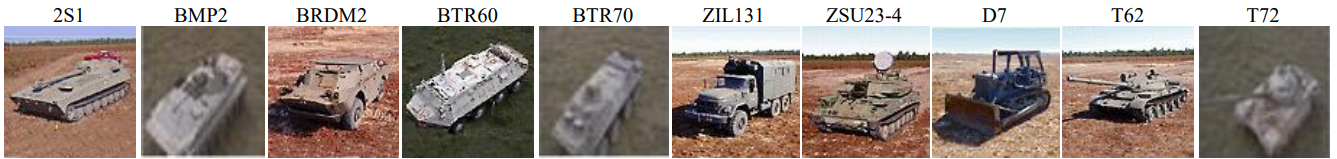 2S1 BMP2 BRDM2 BTR60 BTR70 ZIL131 ZSU23-4 D7 T62 T72